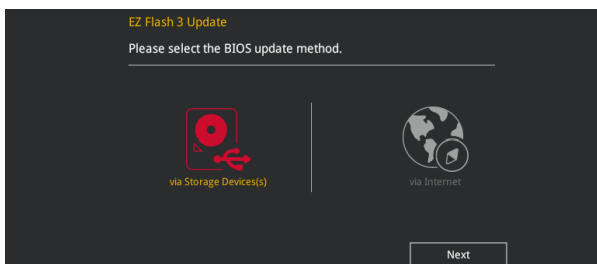 EZ Flash 3 Update
Please select the BIOS update method.
via Storage Devices(s)
via Internet
Next